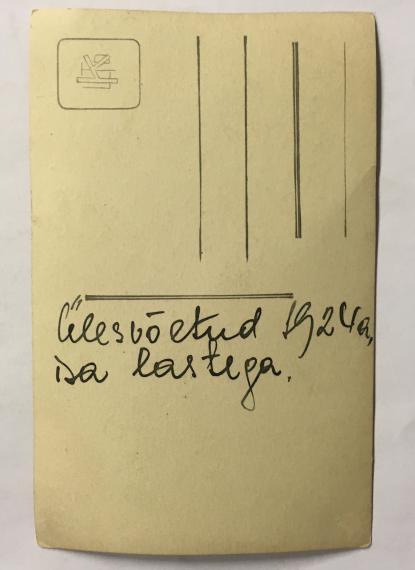 Ülesvõetud 1924a,
isa lastega.